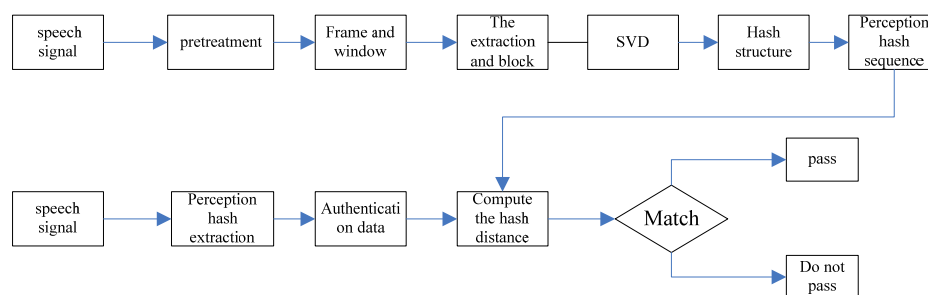 speech
signal
pretreatment
Frame and
window
The
extraction
and block
SVD
Hash
structure
Perception
hash
sequence
pass
speech
signal
Perception
hash
extraction
Authenticati
on data
Compute
the hash
distance
Match
Do not
pass